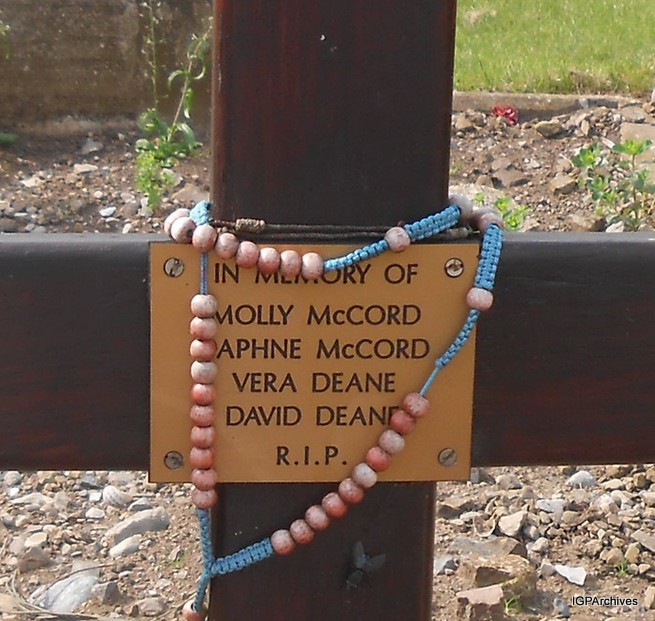 IN MEMORY OF
MOLLY McCORD
APHNE McCORD
VERA DEANE
DAVID DEANE
R.I.P.
IGPArchives